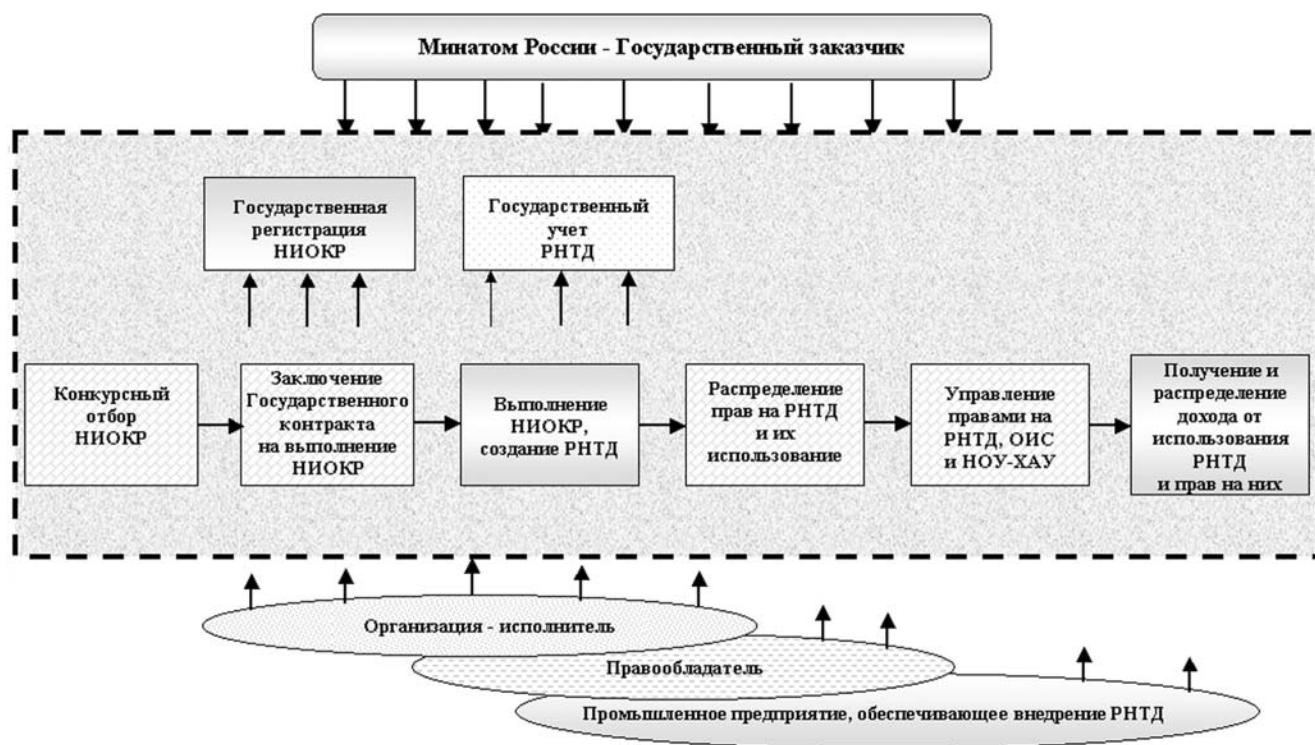 Минатом России - Государственный заказчик
Государственная
регистрация
НИОКР
Государственный
учет
РНТД
Конкурсный
отбор
НИОКР
Заключение
Государственного
контракта
на выполнение
НИОКР
Выполнение
НИОКР,
создание РНТД
Распределение
прав на РНТД
и их
использование
Управление
правами на
РНТД, ОИС
и НОУ-ХАУ
Получение и
распределение
дохода от
использования
РНТД
и прав на них
Организация - исполнитель
Правообладатель
Промышленное предприятие, обеспечивающее внедрение РНТД